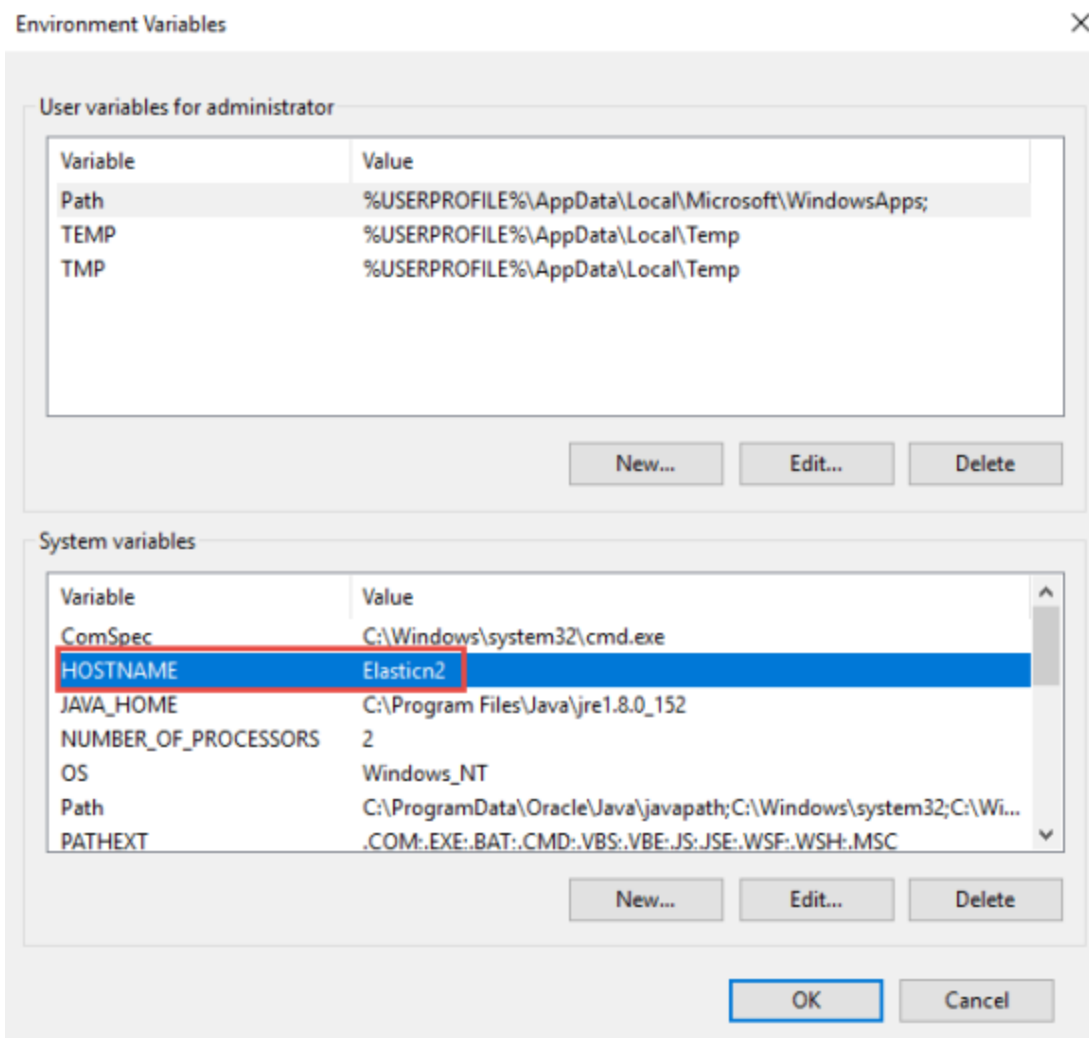 Environment Variables
User variables for administrator
Variable Value
Path %USERPROFILE%\AppData\Local\Microsoft\WindowsApps;
TEMP %USERPROFILE%\AppData\Local\Temp
TMP %USERPROFILE%\AppData\Local\Temp
New... Edit... Delete
System variables
Variable Value
ComSpec C:\Windows\system32\cmd.exe
HOSTNAME Elasticn2
JAVA_HOME C:\Program Files\Java\jre1.8.0_152
NUMBER_OF_PROCESSORS 2
OS Windows_NT
Path C:\ProgramData\Oracle\Java\javapath;C:\Windows\system32;C:\Wi...
PATHEXT .COM;.EXE;.BAT;.CMD;.VBS;.VBE;.JS;.JSE;.WSF;.WSH;.MSC
New... Edit... Delete
OK Cancel